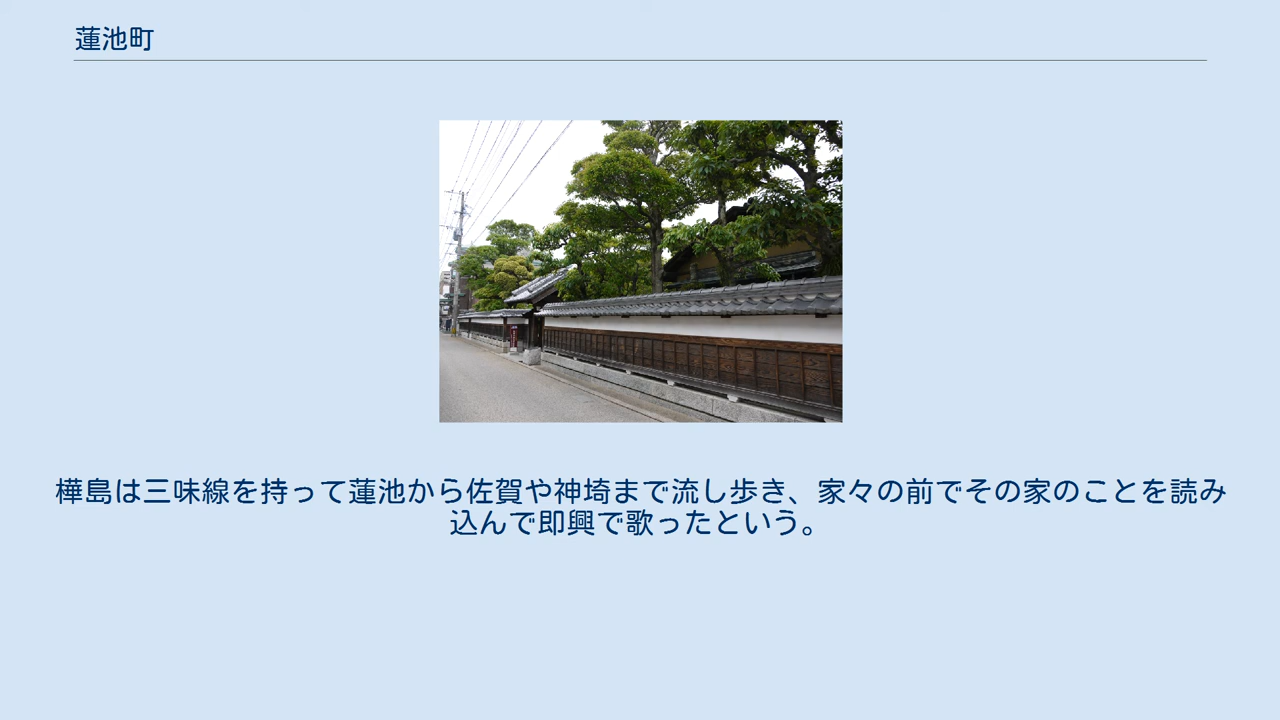 蓮池町
樺島は三味線を持って蓮池から佐賀や神埼まで流し歩き、家々の前でその家のことを読み
込んで即興で歌ったという。